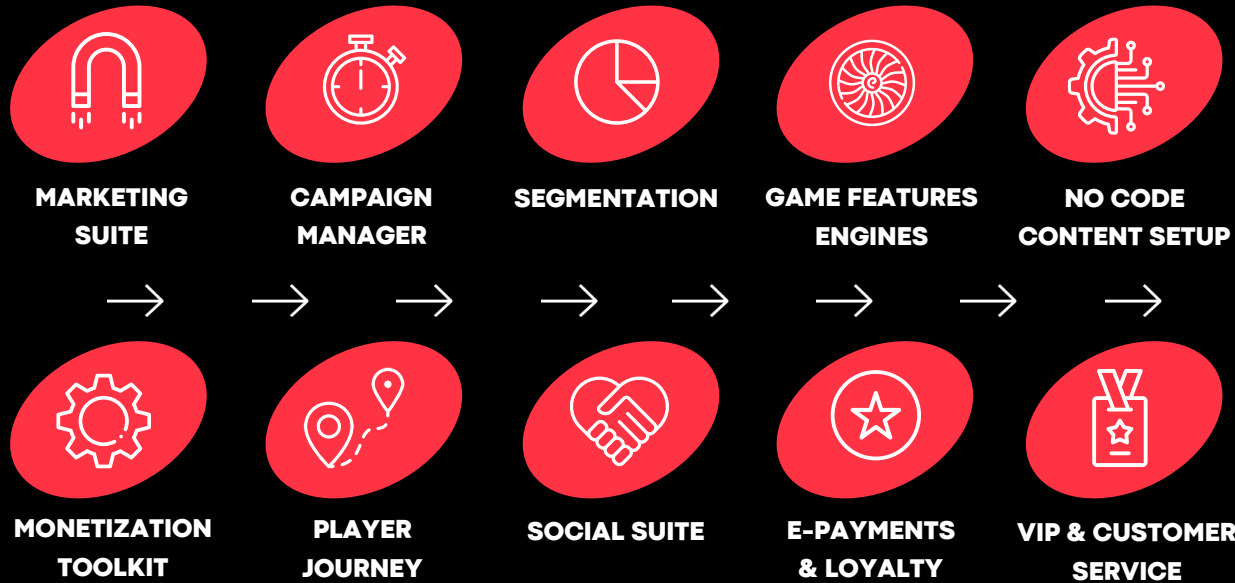 MARKETING
SUITE
CAMPAIGN
MANAGER
SEGMENTATION
GAME FEATURES
ENGINES
NO CODE
CONTENT SETUP
MONETIZATION
TOOLKIT
PLAYER
JOURNEY
SOCIAL SUITE
E-PAYMENTS
& LOYALTY
VIP & CUSTOMER
SERVICE